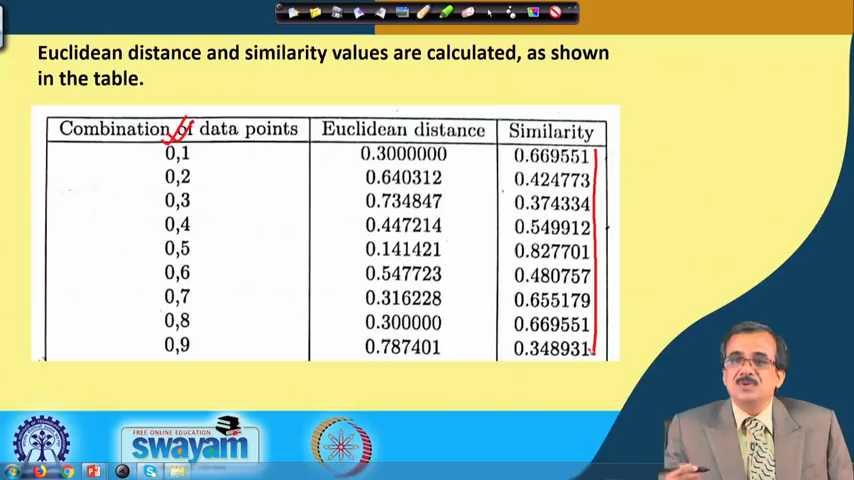 Euclidean distance and similarity values are calculated, as shown
in the table.
Combination of data points Euclidean distance Similarity
0,1 0.3000000 0.669551
0,2 0.640312 0.424773
0,3 0.734847 0.374334
0,4 0.447214 0.549912
0,5 0.141421 0.827701
0,6 0.547723 0.480757
0,7 0.316228 0.655179
0,8 0.300000 0.669551
0,9 0.787401 0.348931
FREE ONLINE EDUCATION
swayam